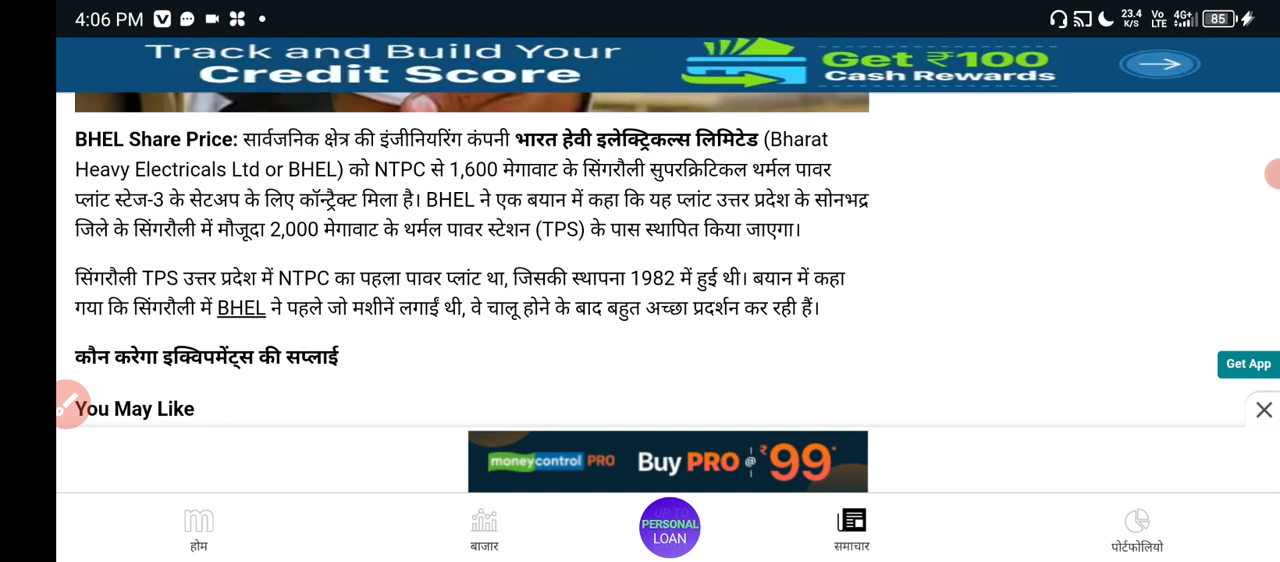 4:06 PM
23.4 K/S Vo LTE 4G+ 85
Track and Build Your
Credit Score
Get ₹100
Cash Rewards
BHEL Share Price: सार्वजनिक क्षेत्र की इंजीनियरिंग कंपनी भारत हेवी इलेक्ट्रिकल्स लिमिटेड (Bharat
Heavy Electricals Ltd or BHEL) को NTPC से 1,600 मेगावाट के सिंगरौली सुपरक्रिटिकल थर्मल पावर
प्लांट स्टेज-3 के सेटअप के लिए कॉन्ट्रैक्ट मिला है। BHEL ने एक बयान में कहा कि यह प्लांट उत्तर प्रदेश के सोनभद्र
जिले के सिंगरौली में मौजूदा 2,000 मेगावाट के थर्मल पावर स्टेशन (TPS) के पास स्थापित किया जाएगा।
सिंगरौली TPS उत्तर प्रदेश में NTPC का पहला पावर प्लांट था, जिसकी स्थापना 1982 में हुई थी। बयान में कहा
गया कि सिंगरौली में BHEL ने पहले जो मशीनें लगाईं थी, वे चालू होने के बाद बहुत अच्छा प्रदर्शन कर रही हैं।
कौन करेगा इक्विपमेंट्स की सप्लाई
Get App
You May Like
moneycontrol PRO Buy PRO @ ₹99*
UP TO
PERSONAL
LOAN
होम
बाजार
समाचार
पोर्टफोलियो